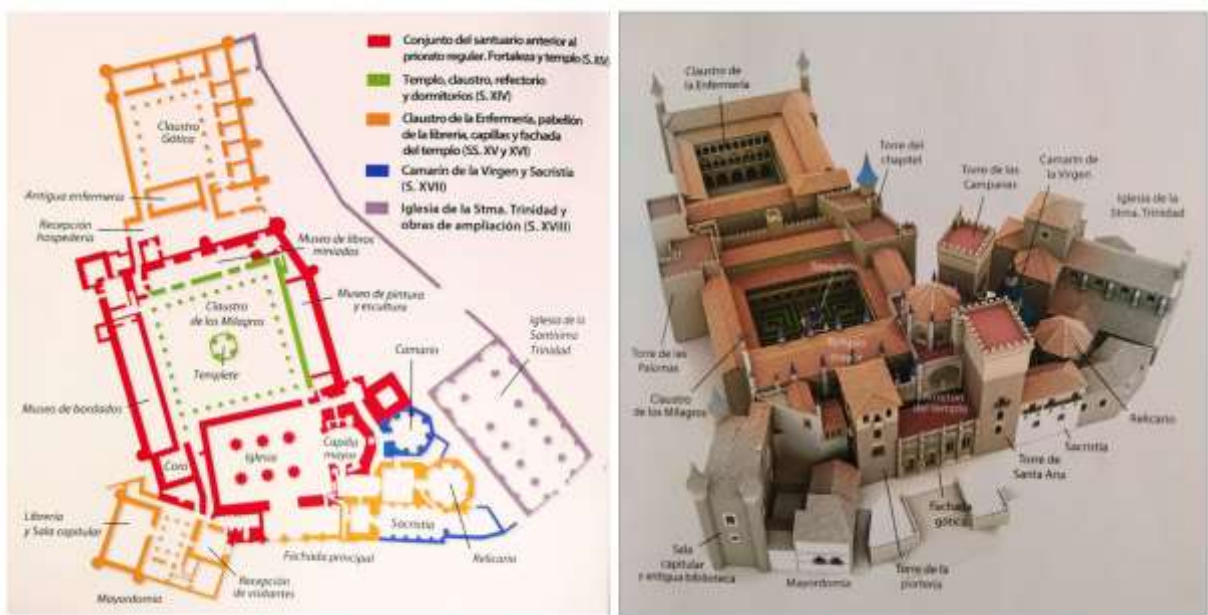 Conjunto del santuario anterior al
priorato reguler. Fortaleza y templo (S. XIV)
Templo, claustro, refectorio
y dormitorios (S. XIV)
Claustro de la Enfermería, pabellón
de la librería, capillas y fachada
del templo (SS. XV y XVI)
Camarín de la Virgen y Sacristía
(S. XVII)
Iglesia de la Stma. Trinidad y
obras de ampliación (S. XVIII)
Claustro
Gótico
Antigua enfermería
Recepción
hospedería
Museo de libros
miniados
Museo de pintura
y escultura
Claustro
de los Milagros
Templete
Iglesia de la
Santísima
Trinidad
Camarín
Museo de bordados
Capilla
mayor
Iglesia
Coro
Librería
y Sala capitular
Sacristía
Fachada principal
Relicario
Recepción
de visitantes
Mayordomía
Claustro de
la Enfermería
Torre del
chapitel
Torre de las
Campanas
Camarín de
la Virgen
Iglesia de la
Stma. Trinidad
Torre de las
Palomas
Claustro
de los Milagros
del templo
Relicario
Sacristía
Torre de
Santa Ana
Fachada
gótica
Torre de la
portería
Sala
capitular
y antigua biblioteca
Mayordomía